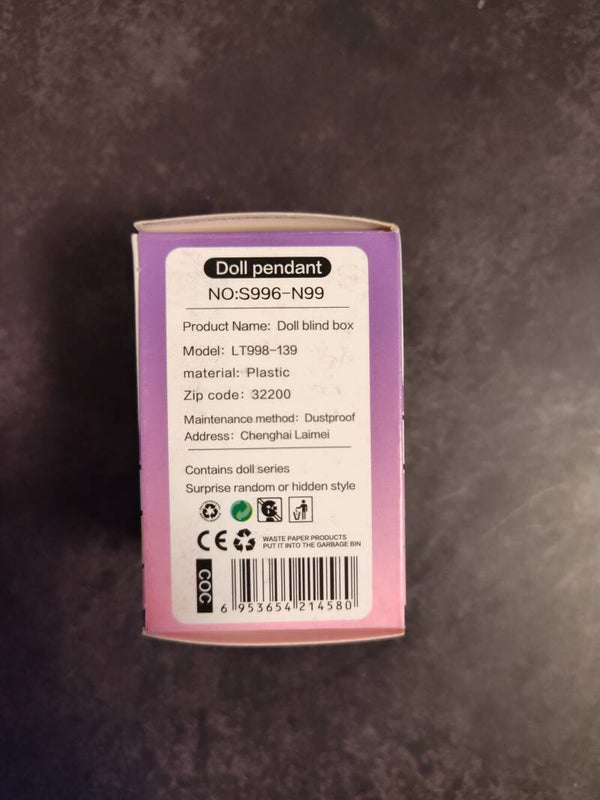 Doll pendant
NO:S996-N99
Product Name: Doll blind box
Model: LT998-139
material: Plastic
Zip code: 32200
Maintenance method: Dustproof
Address: Chenghai Laimei
Contains doll series
Surprise random or hidden style
CE
WASTE PAPER PRODUCTS
PUT IT INTO THE GARBAGE BIN
COC
6 953654 214580